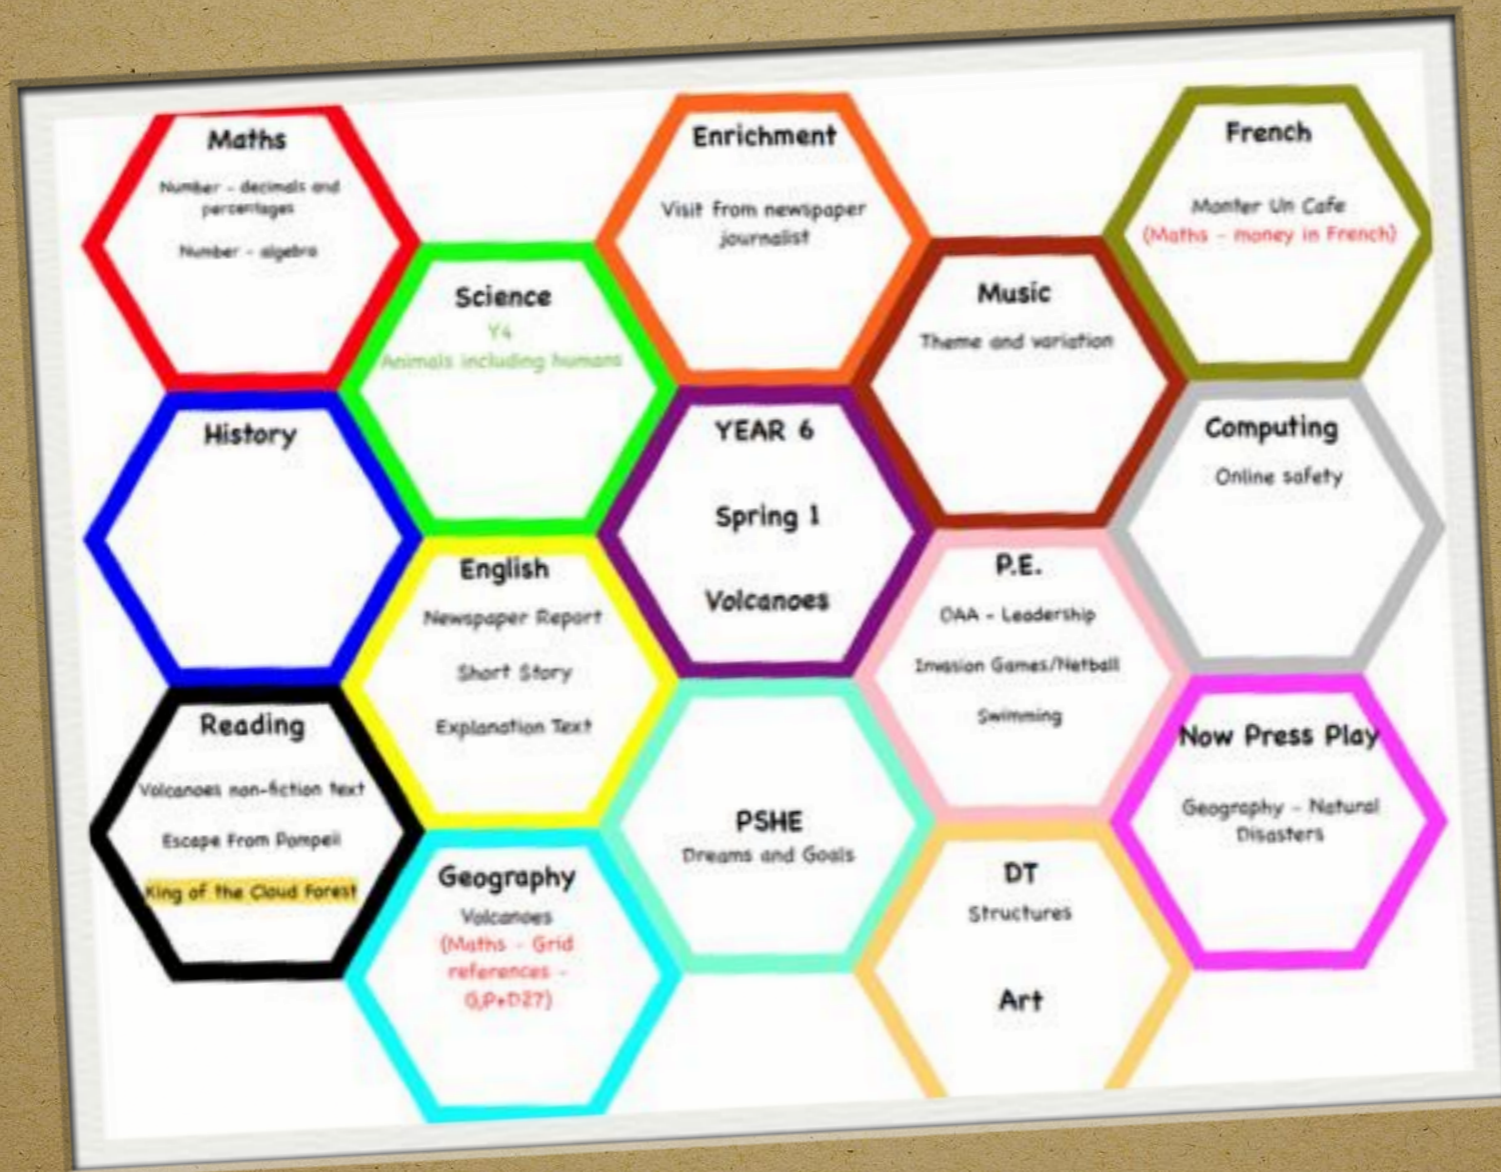 Maths
Number - decimals and
percentages
Number - algebra
Enrichment
Visit from newspaper
journalist
French
Monter Un Cafe
(Maths - money in French)
Science
Y4
Animals including humans
Music
Theme and variation
History
YEAR 6
Spring 1
Volcanoes
Computing
Online safety
English
Newspaper Report
Short Story
Explanation Text
P.E.
OAA - Leadership
Invasion Games/Netball
Swimming
Reading
Volcanoes non-fiction text
Escape From Pompeii
King of the Cloud Forest
PSHE
Dreams and Goals
Now Press Play
Geography - Natural
Disasters
Geography
Volcanoes
(Maths - Grid
references -
G,P+D27)
DT
Structures
Art